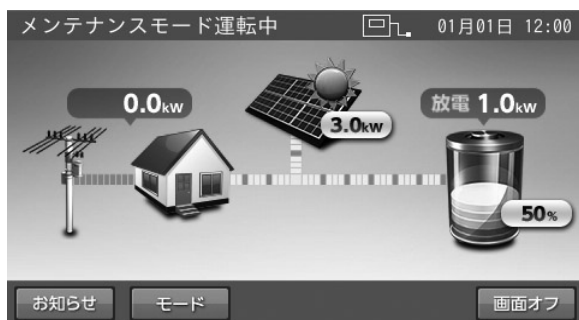 メンテナンスモード運転中 01月01日 12:00
0.0kw
3.0kw
放電 1.0kw
50%
お知らせ モード 画面オフ